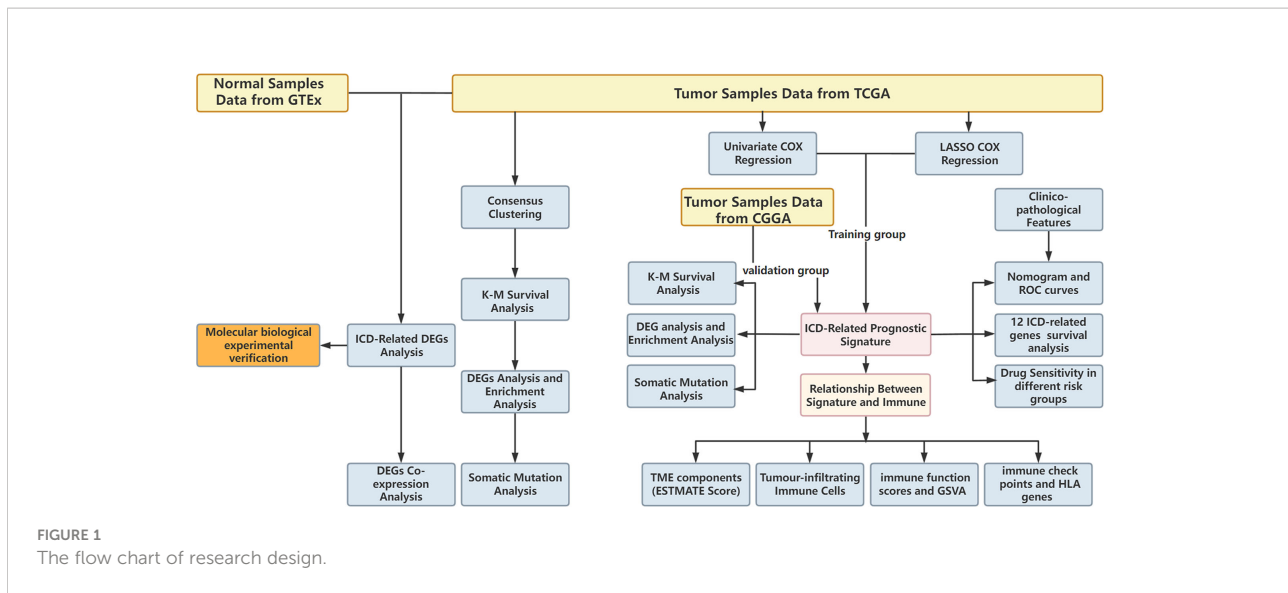 Normal Samples
Data from GTEx
Tumor Samples Data from TCGA
Univariate COX
Regression
LASSO COX
Regression
Consensus
Clustering
Tumor Samples Data
from CGGA
Clinico-
pathological
Features
Training group
validation group
K-M Survival
Analysis
K-M Survival
Analysis
Nomogram and
ROC curves
Molecular biological
experimental
verification
ICD-Related DEGs
Analysis
DEG analysis and
Enrichment Analysis
ICD-Related Prognostic
Signature
12 ICD-related
genes survival
analysis
DEGs Analysis and
Enrichment
Analysis
Somatic Mutation
Analysis
Relationship Between
Signature and Immune
Drug Sensitivity in
different risk
groups
DEGs Co-
expression
Analysis
Somatic Mutation
Analysis
TME components
(ESTMATE Score)
Tumour-infiltrating
Immune Cells
immune function
scores and GSVA
immune check
points and HLA
genes
FIGURE 1
The flow chart of research design.